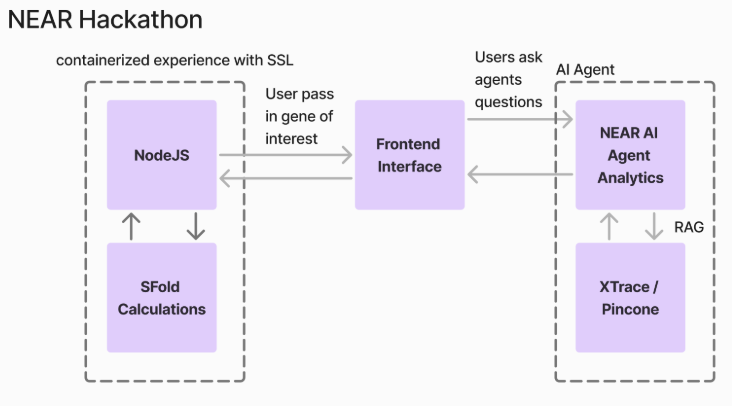 NEAR Hackathon
containerized experience with SSL
NodeJS
SFold
Calculations
User pass
in gene of
interest
Frontend
Interface
Users ask
agents
questions
AI Agent
NEAR AI
Agent
Analytics
RAG
XTrace /
Pincone